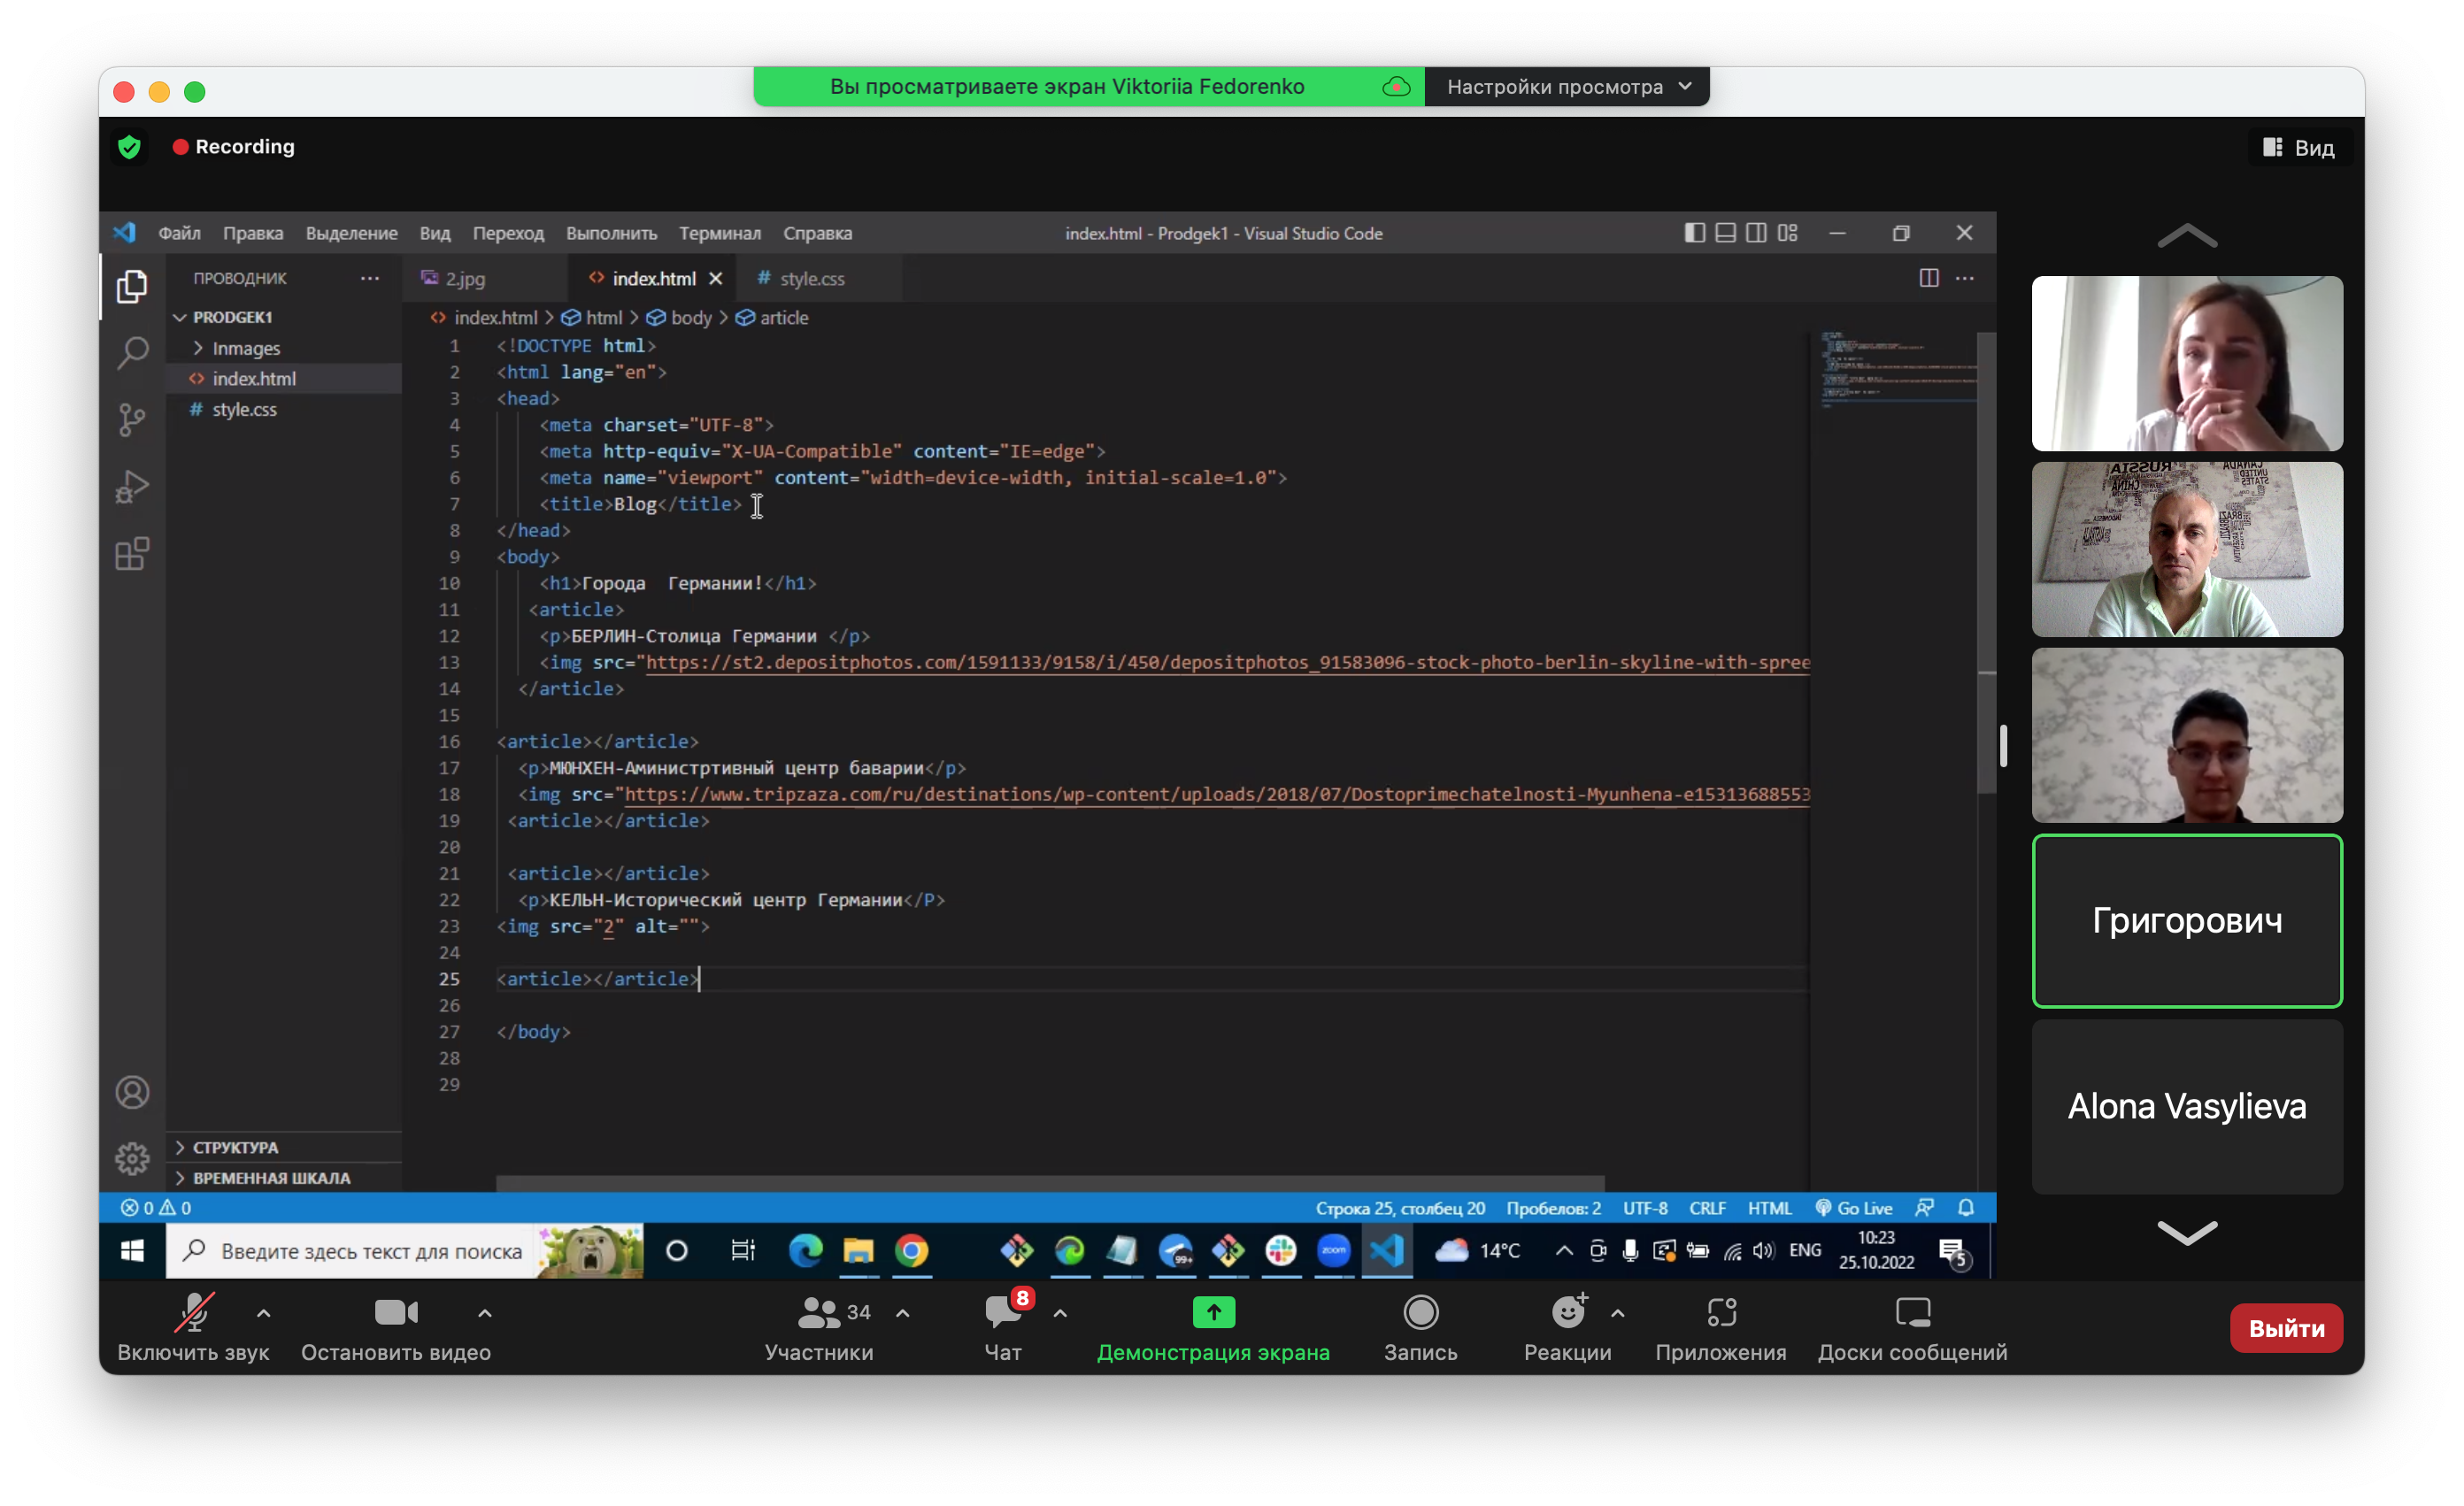 Вы просматриваете экран Viktoriia Fedorenko
Настройки просмотра
Recording
Вид
Файл Правка Выделение Вид Переход Выполнить Терминал Справка
index.html - Prodgek1 - Visual Studio Code
ПРОВОДНИК
2.jpg
index.html
# style.css
PRODGEK1
Inmages
index.html
# style.css
index.html > html > body > article
1 <!DOCTYPE html>
2 <html lang="en">
3 <head>
4 <meta charset="UTF-8">
5 <meta http-equiv="X-UA-Compatible" content="IE=edge">
6 <meta name="viewport" content="width=device-width, initial-scale=1.0">
7 <title>Blog</title>
8 </head>
9 <body>
10 <h1>Города Германии!</h1>
11 <article>
12 <p>БЕРЛИН-Столица Германии </p>
13 <img src="https://st2.depositphotos.com/1591133/9158/i/450/depositphotos_91583096-stock-photo-berlin-skyline-with-spree
14 </article>
15
16 <article></article>
17 <p>МЮНХЕН-Аминистртивный центр баварии</p>
18 <img src="https://www.tripzaza.com/ru/destinations/wp-content/uploads/2018/07/Dostoprimechatelnosti-Myunhena-e15313688553
19 <article></article>
20
21 <article></article>
22 <p>КЕЛЬН-Исторический центр Германии</P>
23 <img src="2" alt="">
24
25 <article></article>
26
27 </body>
28
29
СТРУКТУРА
ВРЕМЕННАЯ ШКАЛА
0 0
Строка 25, столбец 20 Пробелов: 2 UTF-8 CRLF HTML Go Live
Введите здесь текст для поиска
99+
zoom
14°C
ENG
10:23
25.10.2022
5
RUSSIA
CANADA
UNITED
STATES
CHINA
BRAZIL
Григорович
Alona Vasylieva
Включить звук
Остановить видео
34
Участники
8
Чат
Демонстрация экрана
Запись
Реакции
Приложения
Доски сообщений
Выйти